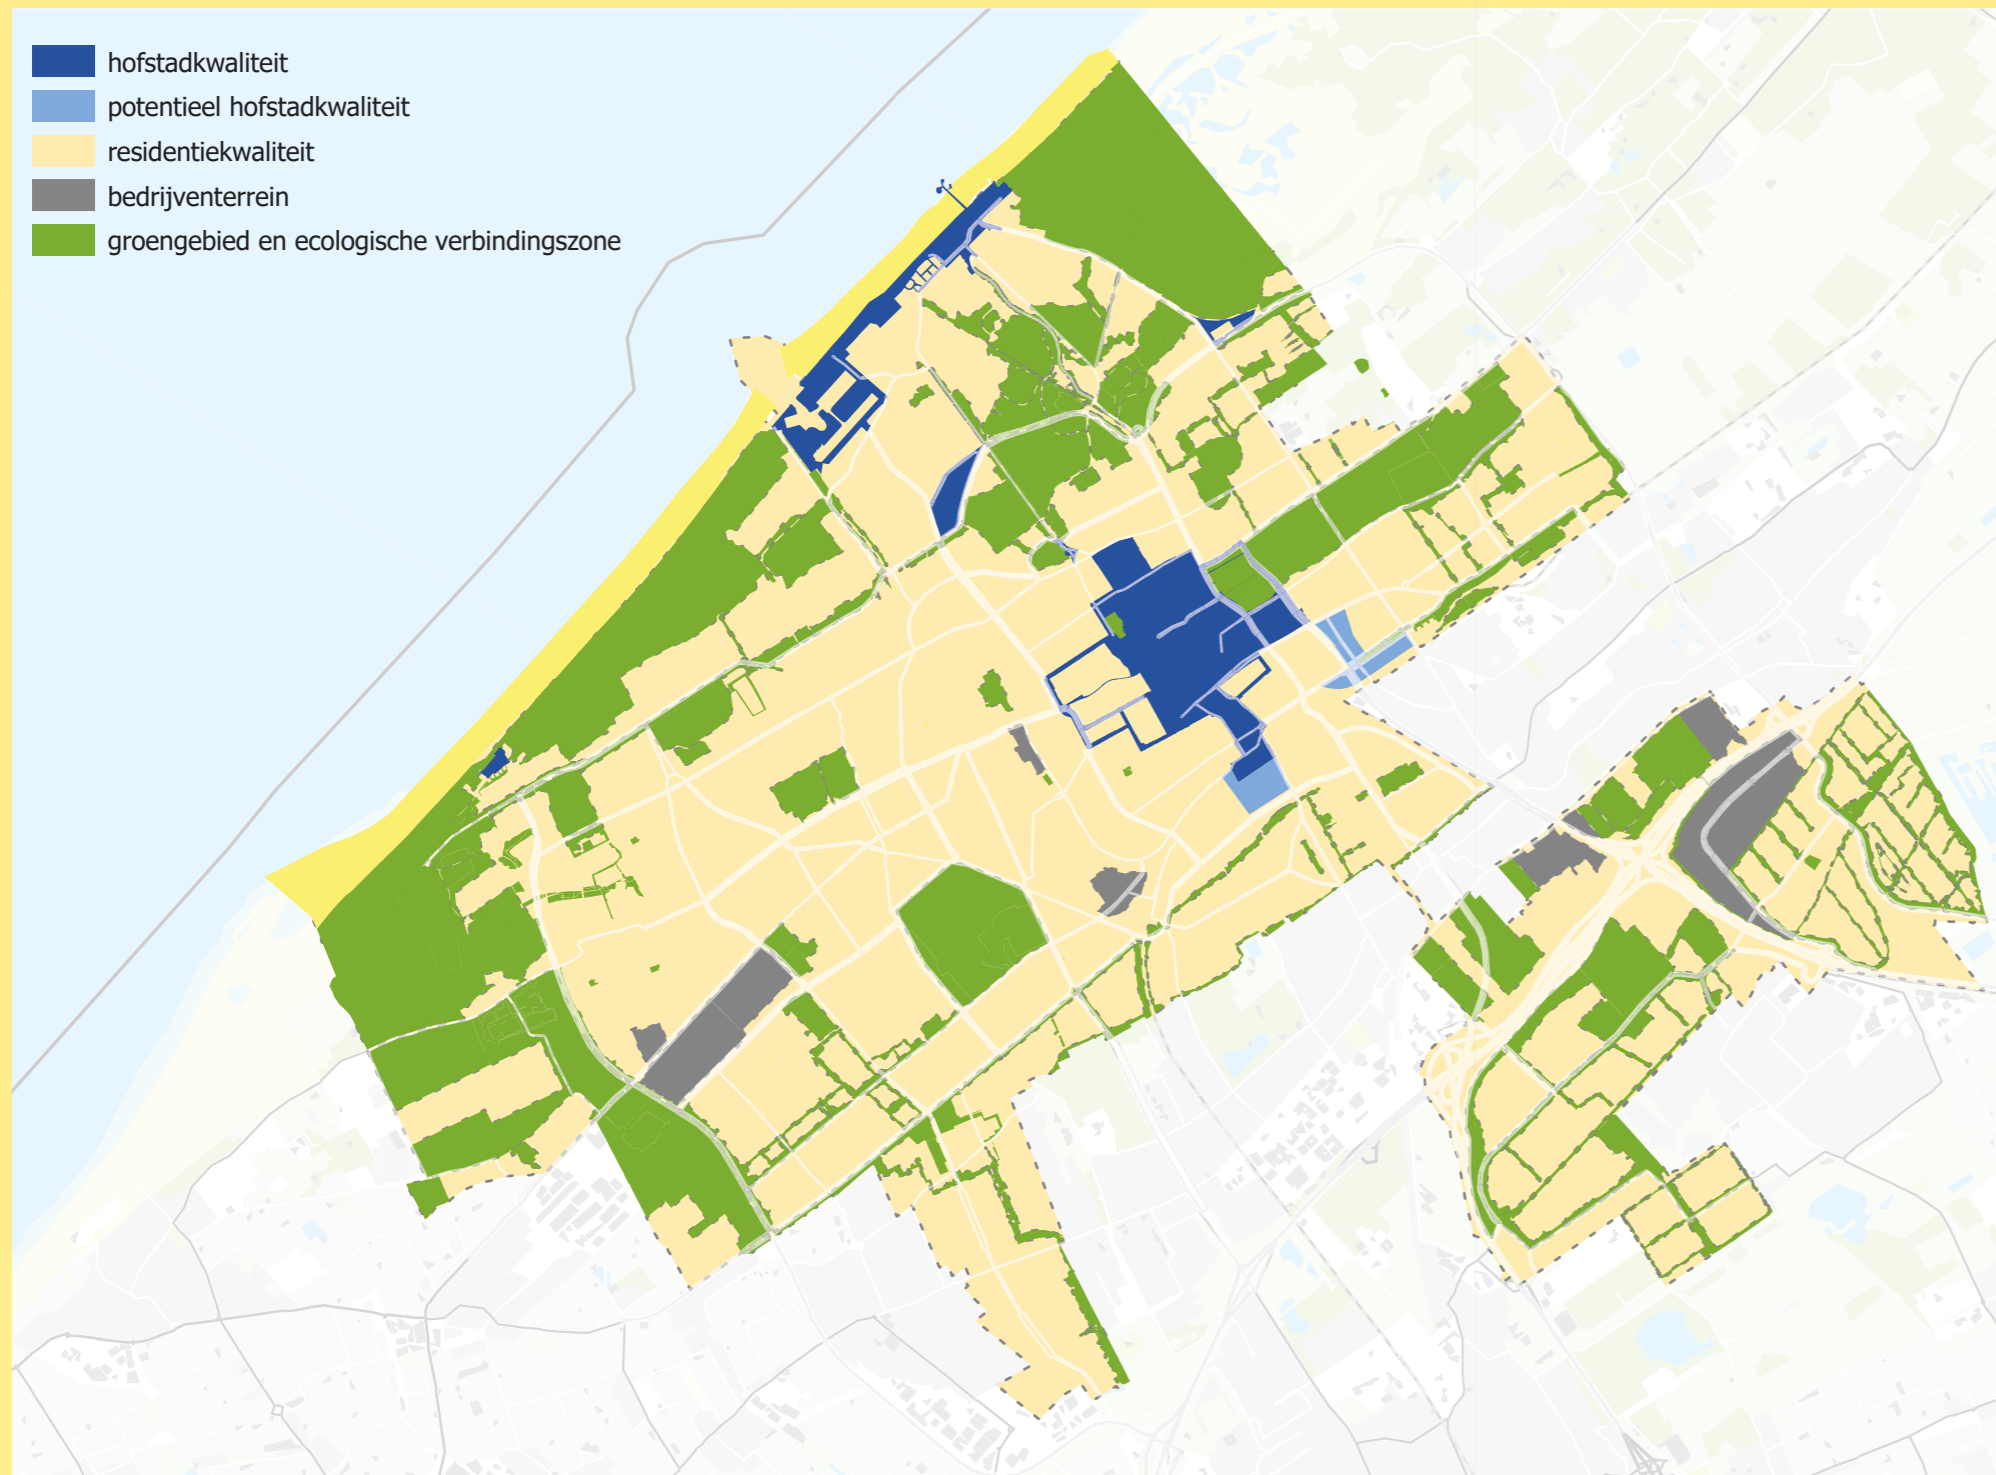 hofstadkwaliteit
potentieel hofstadkwaliteit
residentiekwaliteit
bedrijventerrein
groengebied en ecologische verbindingszone